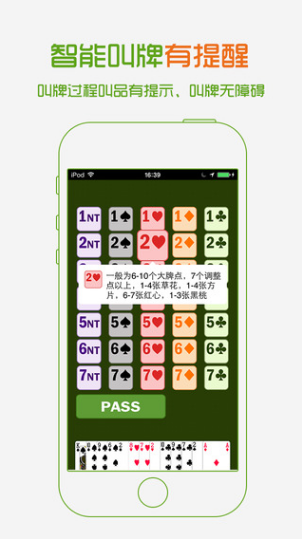 智能叫牌有提醒
叫牌过程叫品有提示、叫牌无障碍
iPod 16:39
1NT 1♠ 1♥ 1♦ 1♣
2NT 2♠ 2♥ 2♦ 2♣
2♥ 一般为6-10个大牌点，7个调整
点以上，1-4张草花，1-4张方
片，6-7张红心，1-3张黑桃
5NT 5♠ 5♥ 5♦ 5♣
6NT 6♠ 6♥ 6♦ 6♣
7NT 7♠ 7♥ 7♦ 7♣
PASS